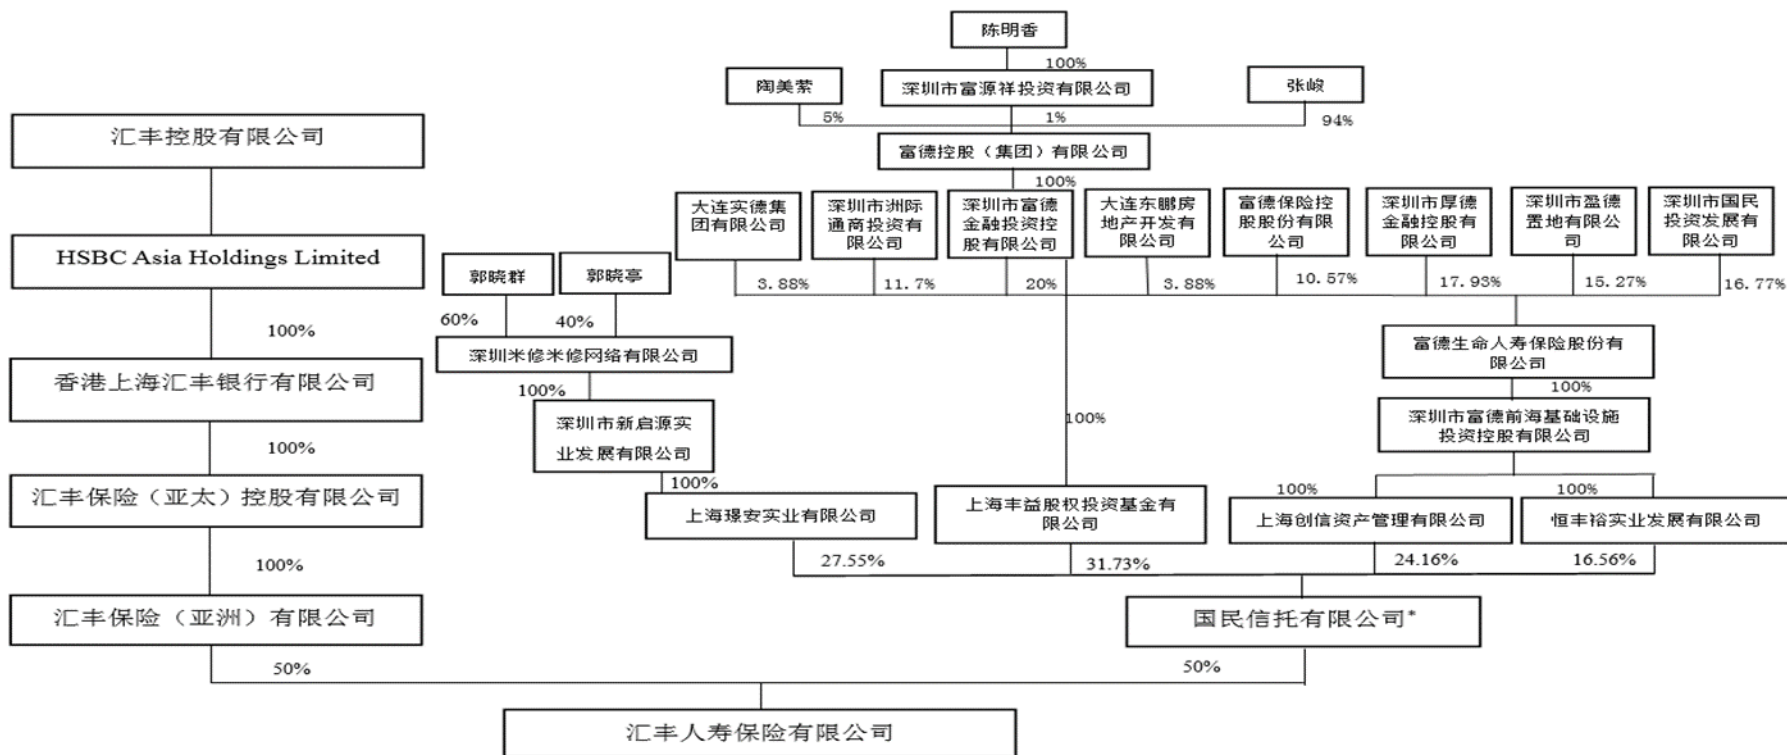 陈明香
100%
陶美萦
深圳市富源祥投资有限公司
张峻
5%
1%
94%
汇丰控股有限公司
富德控股（集团）有限公司
100%
大连实德集
团有限公司
深圳市洲际
通商投资有
限公司
深圳市富德
金融投资控
股有限公司
大连东鹏房
地产开发有
限公司
富德保险控
股股份有限
公司
深圳市厚德
金融控股有
限公司
深圳市盈德
置地有限公
司
深圳市国民
投资发展有
限公司
HSBC Asia Holdings Limited
郭晓群
郭晓亭
3.88%
11.7%
20%
3.88%
10.57%
17.93%
15.27%
16.77%
100%
60%
40%
深圳米修米修网络有限公司
富德生命人寿保险股份有
限公司
香港上海汇丰银行有限公司
100%
100%
深圳市新启源实
业发展有限公司
100%
深圳市富德前海基础设施
投资控股有限公司
100%
汇丰保险（亚太）控股有限公司
100%
100%
100%
上海璟安实业有限公司
上海丰益股权投资基金有
限公司
上海创信资产管理有限公司
恒丰裕实业发展有限公司
100%
27.55%
31.73%
24.16%
16.56%
汇丰保险（亚洲）有限公司
国民信托有限公司*
50%
50%
汇丰人寿保险有限公司